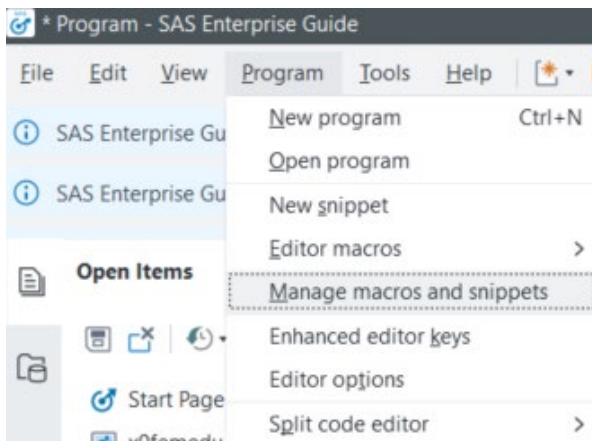 * Program - SAS Enterprise Guide
File Edit View Program Tools Help
New program Ctrl+N
SAS Enterprise Gu
Open program
SAS Enterprise Gu
New snippet
Editor macros
Open Items
Manage macros and snippets
Enhanced editor keys
Editor options
Start Page
Split code editor